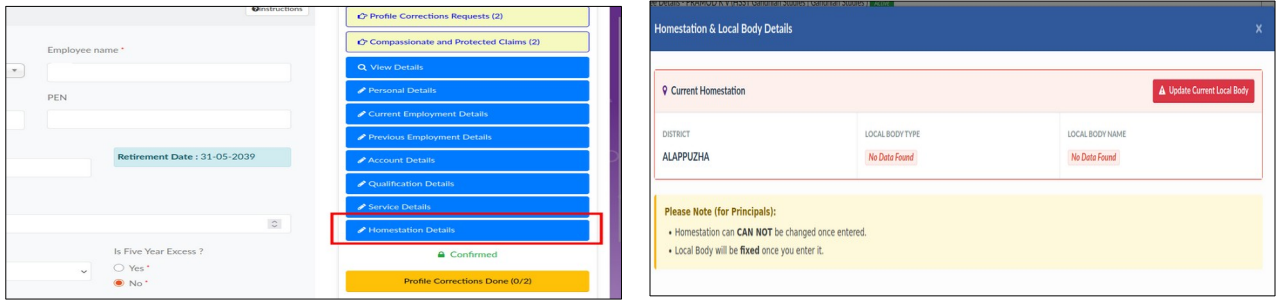 Instructions
Employee name *
PEN
Retirement Date : 31-05-2039
Is Five Year Excess ?
Yes *
No *
Profile Corrections Requests (2)
Compassionate and Protected Claims (2)
View Details
Personal Details
Current Employment Details
Previous Employment Details
Account Details
Qualification Details
Service Details
Homestation Details
Confirmed
Profile Corrections Done (0/2)
Homestation & Local Body Details X
Current Homestation Update Current Local Body
DISTRICT LOCAL BODY TYPE LOCAL BODY NAME
ALAPPUZHA No Data Found No Data Found
Please Note (for Principals):
• Homestation can CAN NOT be changed once entered.
• Local Body will be fixed once you enter it.